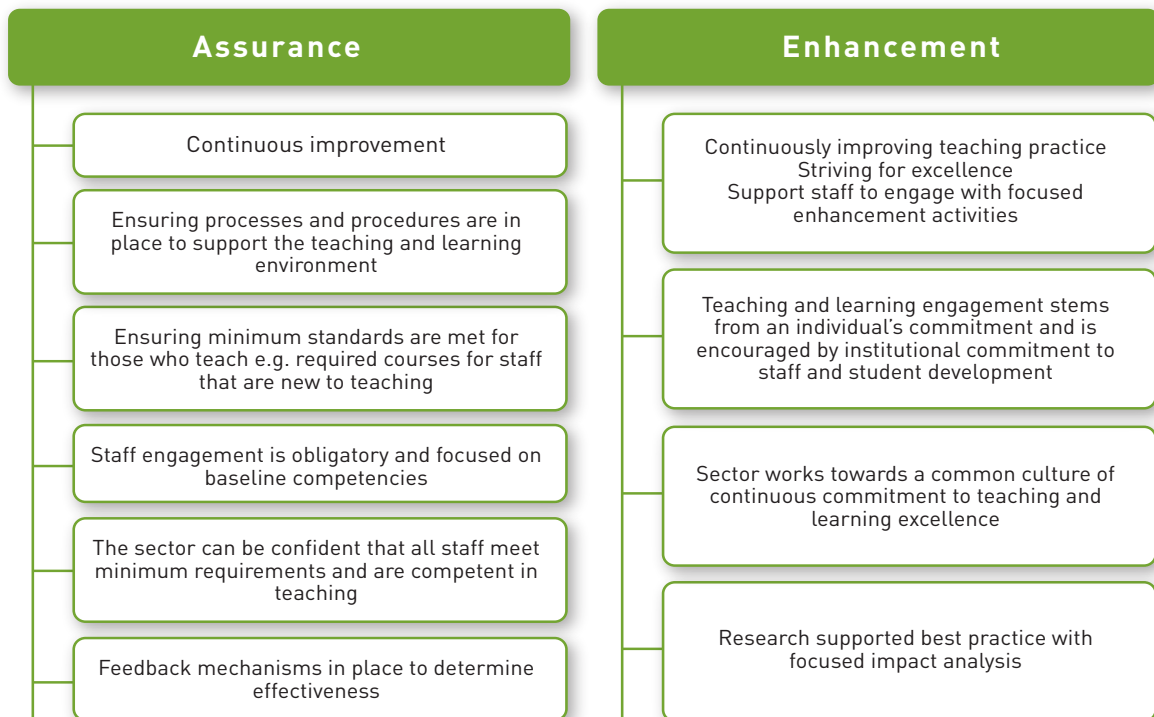 Assurance
Continuous improvement
Ensuring processes and procedures are in
place to support the teaching and learning
environment
Ensuring minimum standards are met for
those who teach e.g. required courses for staff
that are new to teaching
Staff engagement is obligatory and focused on
baseline competencies
The sector can be confident that all staff meet
minimum requirements and are competent in
teaching
Feedback mechanisms in place to determine
effectiveness
Enhancement
Continuously improving teaching practice
Striving for excellence
Support staff to engage with focused
enhancement activities
Teaching and learning engagement stems
from an individual’s commitment and is
encouraged by institutional commitment to
staff and student development
Sector works towards a common culture of
continuous commitment to teaching and
learning excellence
Research supported best practice with
focused impact analysis